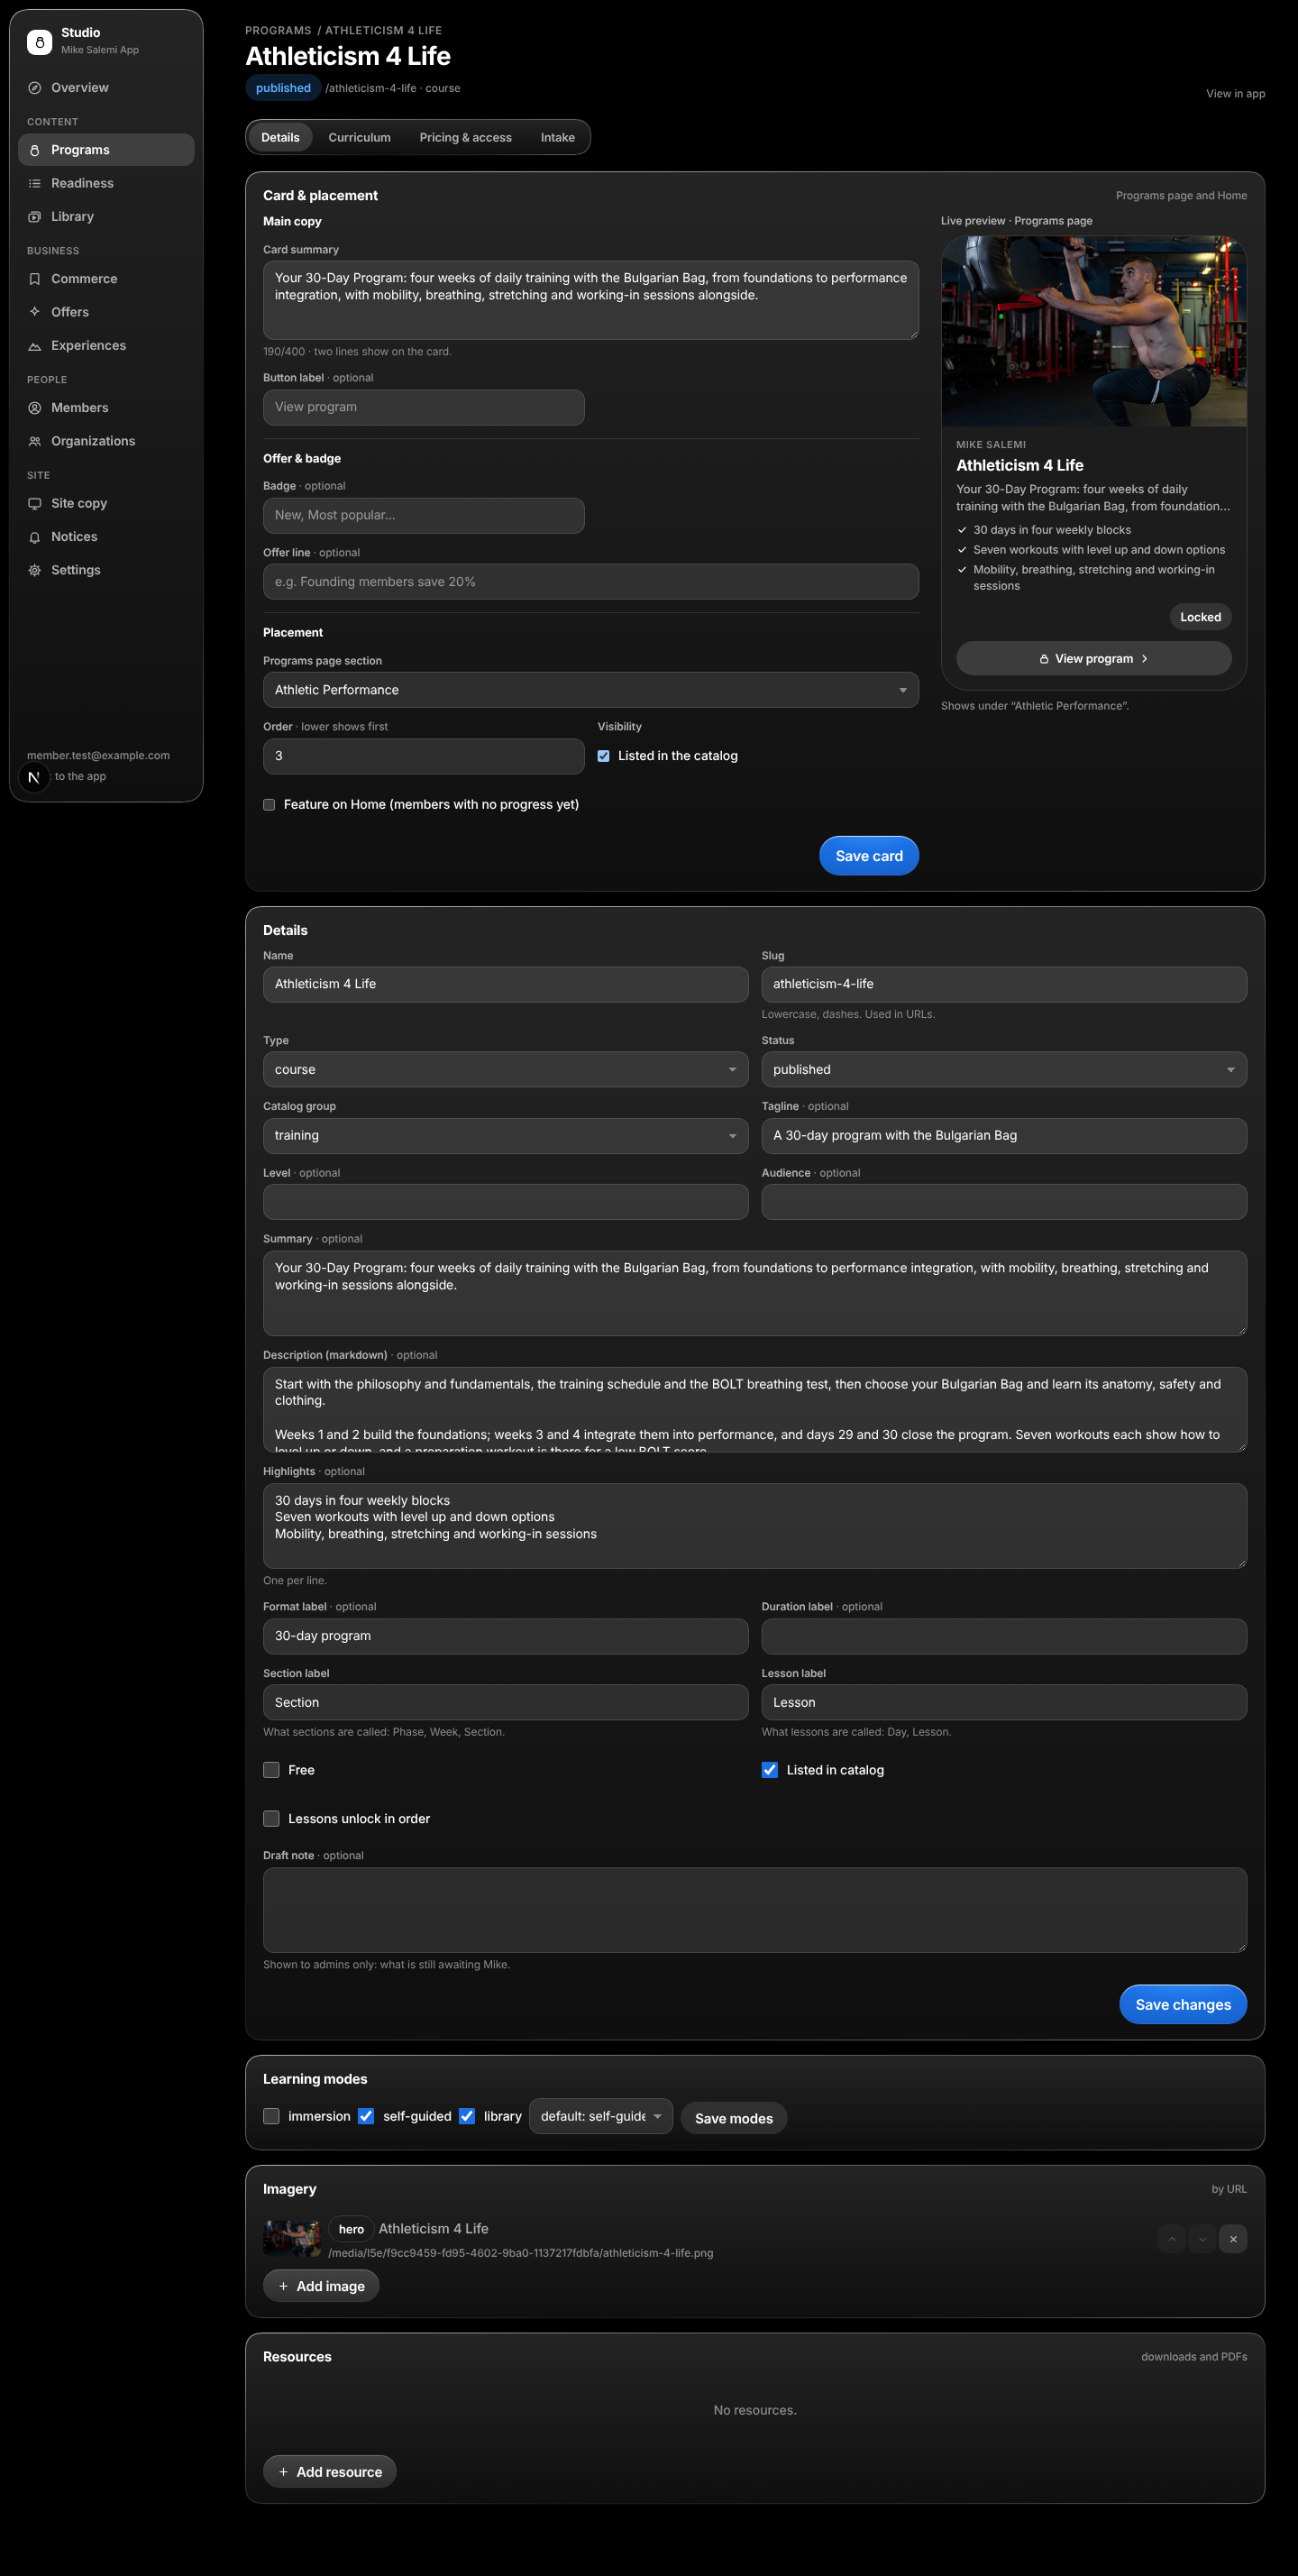 Studio
Mike Salemi App
Overview
CONTENT
Programs
Readiness
Library
BUSINESS
Commerce
Offers
Experiences
PEOPLE
Members
Organizations
SITE
Site copy
Notices
Settings
member.test@example.com
to the app
PROGRAMS / ATHLETICISM 4 LIFE
Athleticism 4 Life
published /athleticism-4-life · course
View in app
Details Curriculum Pricing & access Intake
Card & placement
Programs page and Home
Main copy
Card summary
Your 30-Day Program: four weeks of daily training with the Bulgarian Bag, from foundations to performance
integration, with mobility, breathing, stretching and working-in sessions alongside.
190/400 · two lines show on the card.
Button label · optional
View program
Offer & badge
Badge · optional
New, Most popular...
Offer line · optional
e.g. Founding members save 20%
Placement
Programs page section
Athletic Performance
Order · lower shows first
Visibility
3
Listed in the catalog
Feature on Home (members with no progress yet)
Save card
Live preview · Programs page
MIKE SALEMI
Athleticism 4 Life
Your 30-Day Program: four weeks of daily
training with the Bulgarian Bag, from foundation...
30 days in four weekly blocks
Seven workouts with level up and down options
Mobility, breathing, stretching and working-in
sessions
Locked
View program
Shows under “Athletic Performance”.
Details
Name
Slug
Athleticism 4 Life
athleticism-4-life
Lowercase, dashes. Used in URLs.
Type
Status
course
published
Catalog group
Tagline · optional
training
A 30-day program with the Bulgarian Bag
Level · optional
Audience · optional
Summary · optional
Your 30-Day Program: four weeks of daily training with the Bulgarian Bag, from foundations to performance integration, with mobility, breathing, stretching and
working-in sessions alongside.
Description (markdown) · optional
Start with the philosophy and fundamentals, the training schedule and the BOLT breathing test, then choose your Bulgarian Bag and learn its anatomy, safety and
clothing.
Weeks 1 and 2 build the foundations; weeks 3 and 4 integrate them into performance, and days 29 and 30 close the program. Seven workouts each show how to
level up or down, and a preparation workout is there for a low BOLT score.
Highlights · optional
30 days in four weekly blocks
Seven workouts with level up and down options
Mobility, breathing, stretching and working-in sessions
One per line.
Format label · optional
Duration label · optional
30-day program
Section label
Lesson label
Section
Lesson
What sections are called: Phase, Week, Section.
What lessons are called: Day, Lesson.
Free
Listed in catalog
Lessons unlock in order
Draft note · optional
Shown to admins only: what is still awaiting Mike.
Save changes
Learning modes
immersion self-guided library default: self-guide Save modes
Imagery
by URL
hero Athleticism 4 Life
/media/l5e/f9cc9459-fd95-4602-9ba0-1137217fdbfa/athleticism-4-life.png
+ Add image
Resources
downloads and PDFs
No resources.
+ Add resource